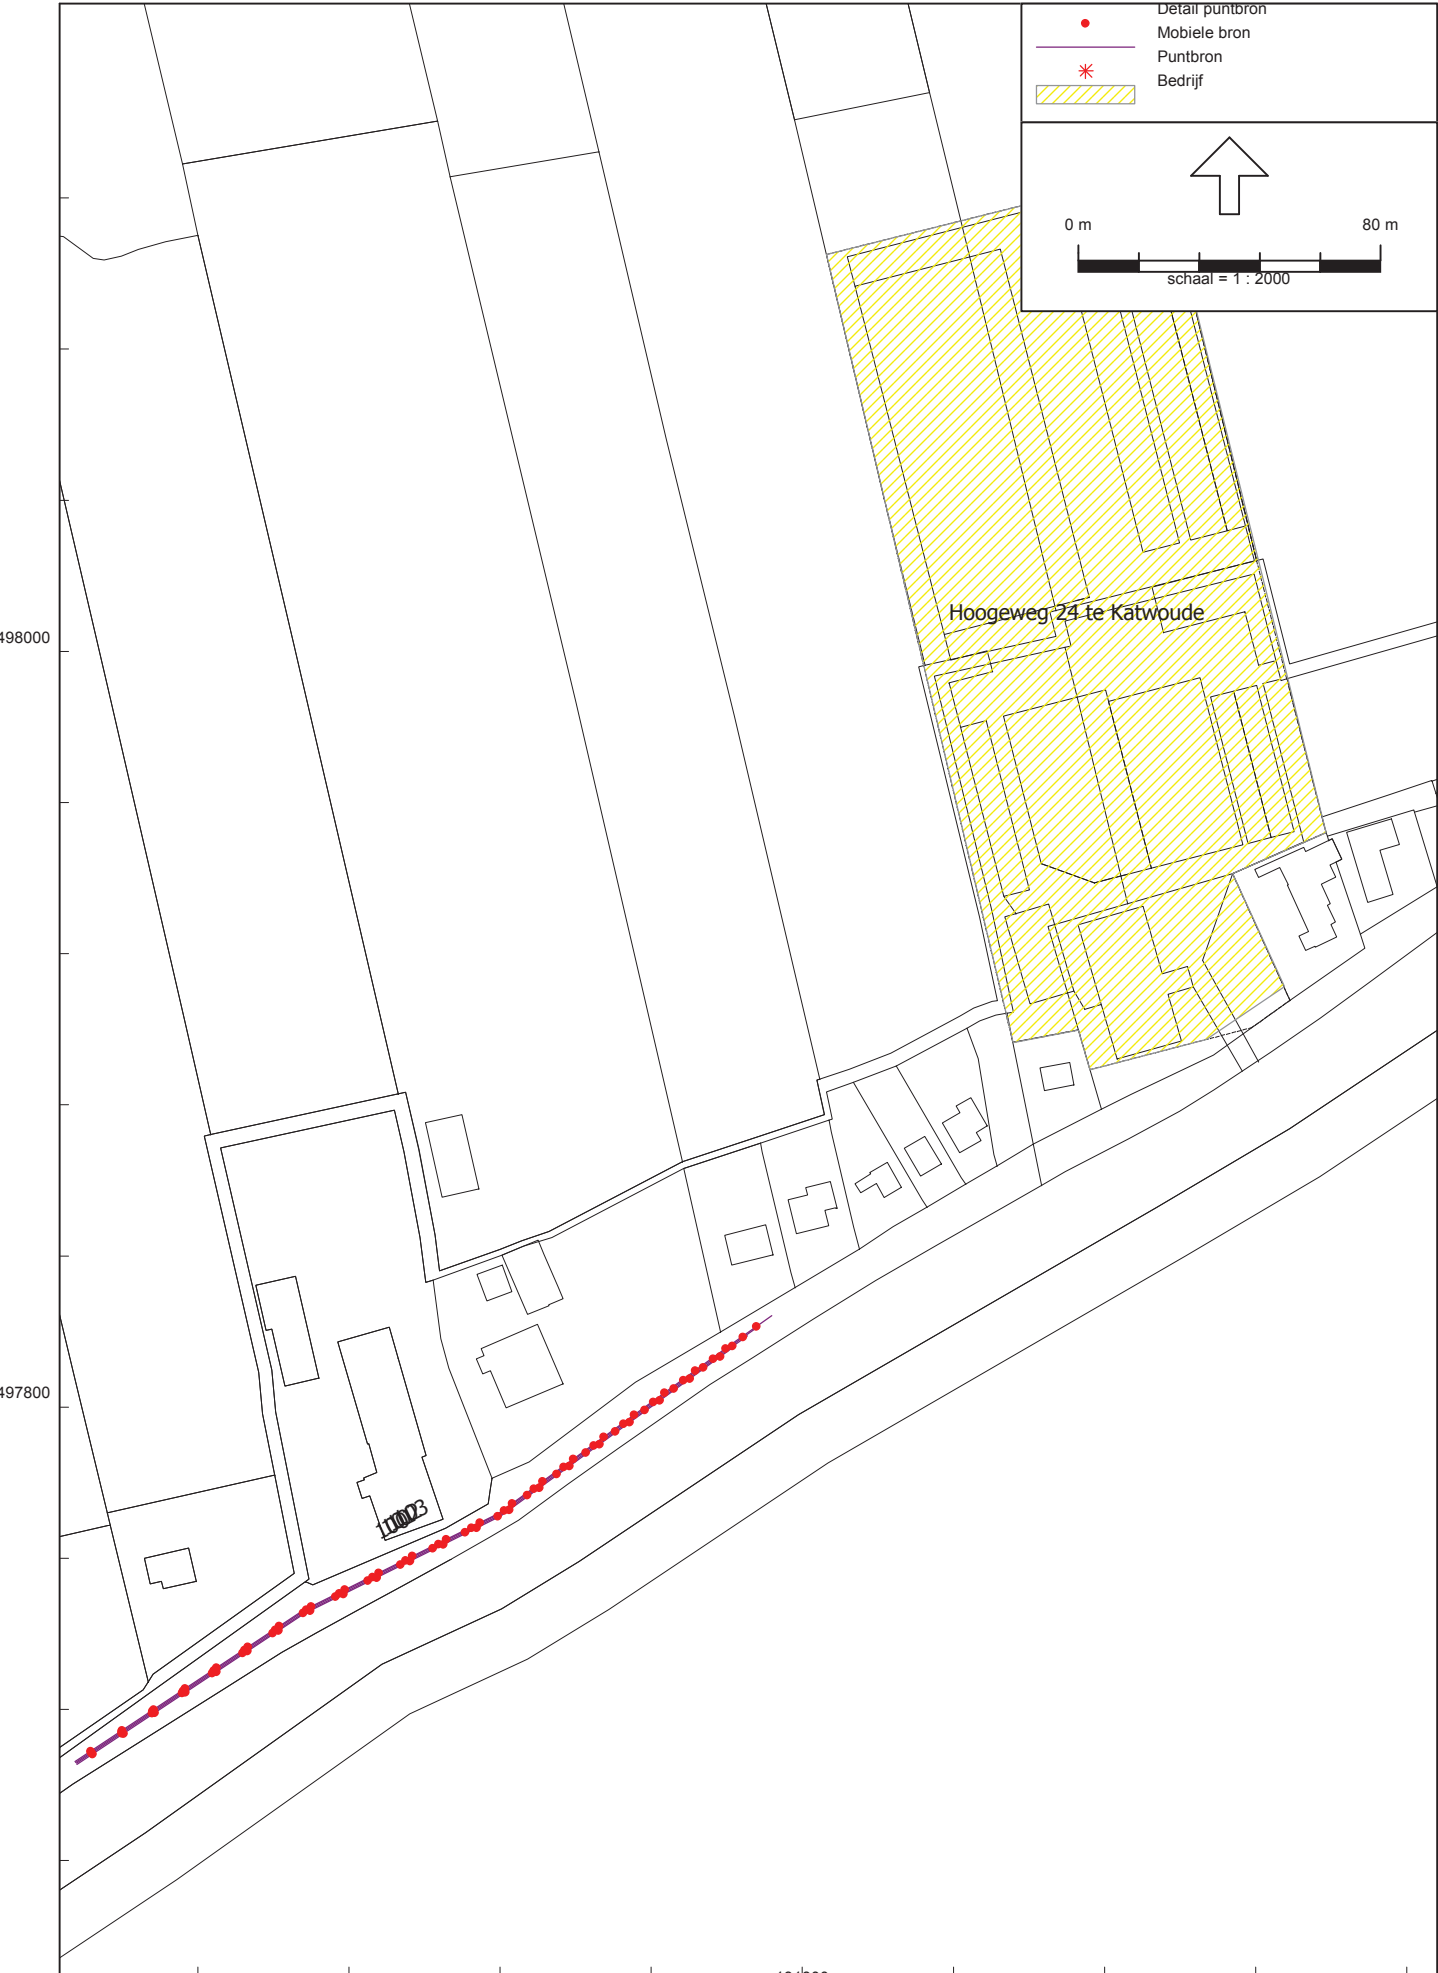 Detail puntbron
Mobiele bron
Puntbron
Bedrijf
0 m 80 m
schaal = 1 : 2000
Hoogeweg 24 te Katwoude
498000
497800